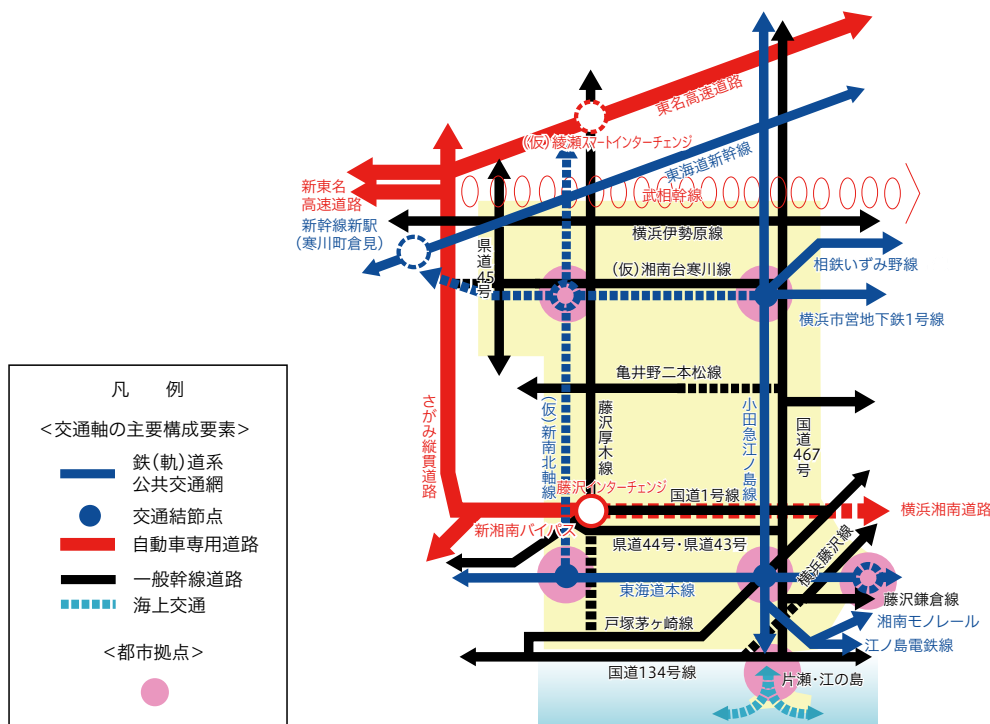 東名高速道路
(仮)綾瀬スマートインターチェンジ
東海道新幹線
新東名
高速道路
武相幹線
新幹線新駅
(寒川町倉見)
横浜伊勢原線
県道45号
(仮)湘南台寒川線
相鉄いずみ野線
横浜市営地下鉄1号線
亀井野二本松線
さがみ縦貫道路
(仮)新南北軸線
藤沢厚木線
小田急江ノ島線
国道467号
藤沢インターチェンジ
国道1号線
横浜湘南道路
新湘南バイパス
県道44号・県道43号
横浜藤沢線
東海道本線
藤沢鎌倉線
戸塚茅ヶ崎線
湘南モノレール
江ノ島電鉄線
国道134号線
片瀬・江の島
凡 例
<交通軸の主要構成要素>
鉄(軌)道系
公共交通網
交通結節点
自動車専用道路
一般幹線道路
海上交通
<都市拠点>